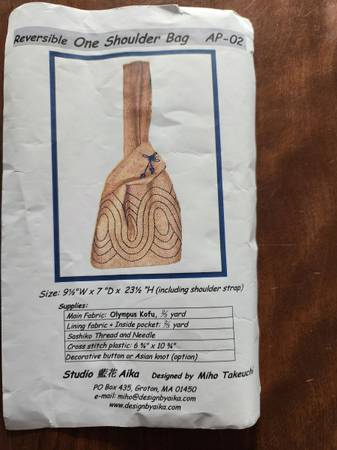 Reversible One Shoulder Bag AP-02
Size: 9½"W x 7 "D x 23½ "H (including shoulder strap)
Supplies:
Main Fabric: Olympus Kofu, ⅔ yard
Lining fabric + Inside pocket: ⅔ yard
Sashiko Thread and Needle
Cross stitch plastic: 6 ¾" x 10 ¾"
Decorative button or Asian knot (option)
Studio 藍花 Aika Designed by Miho Takeuchi
PO Box 435, Groton, MA 01450
e-mail: miho@designbyaika.com
www.designbyaika.com